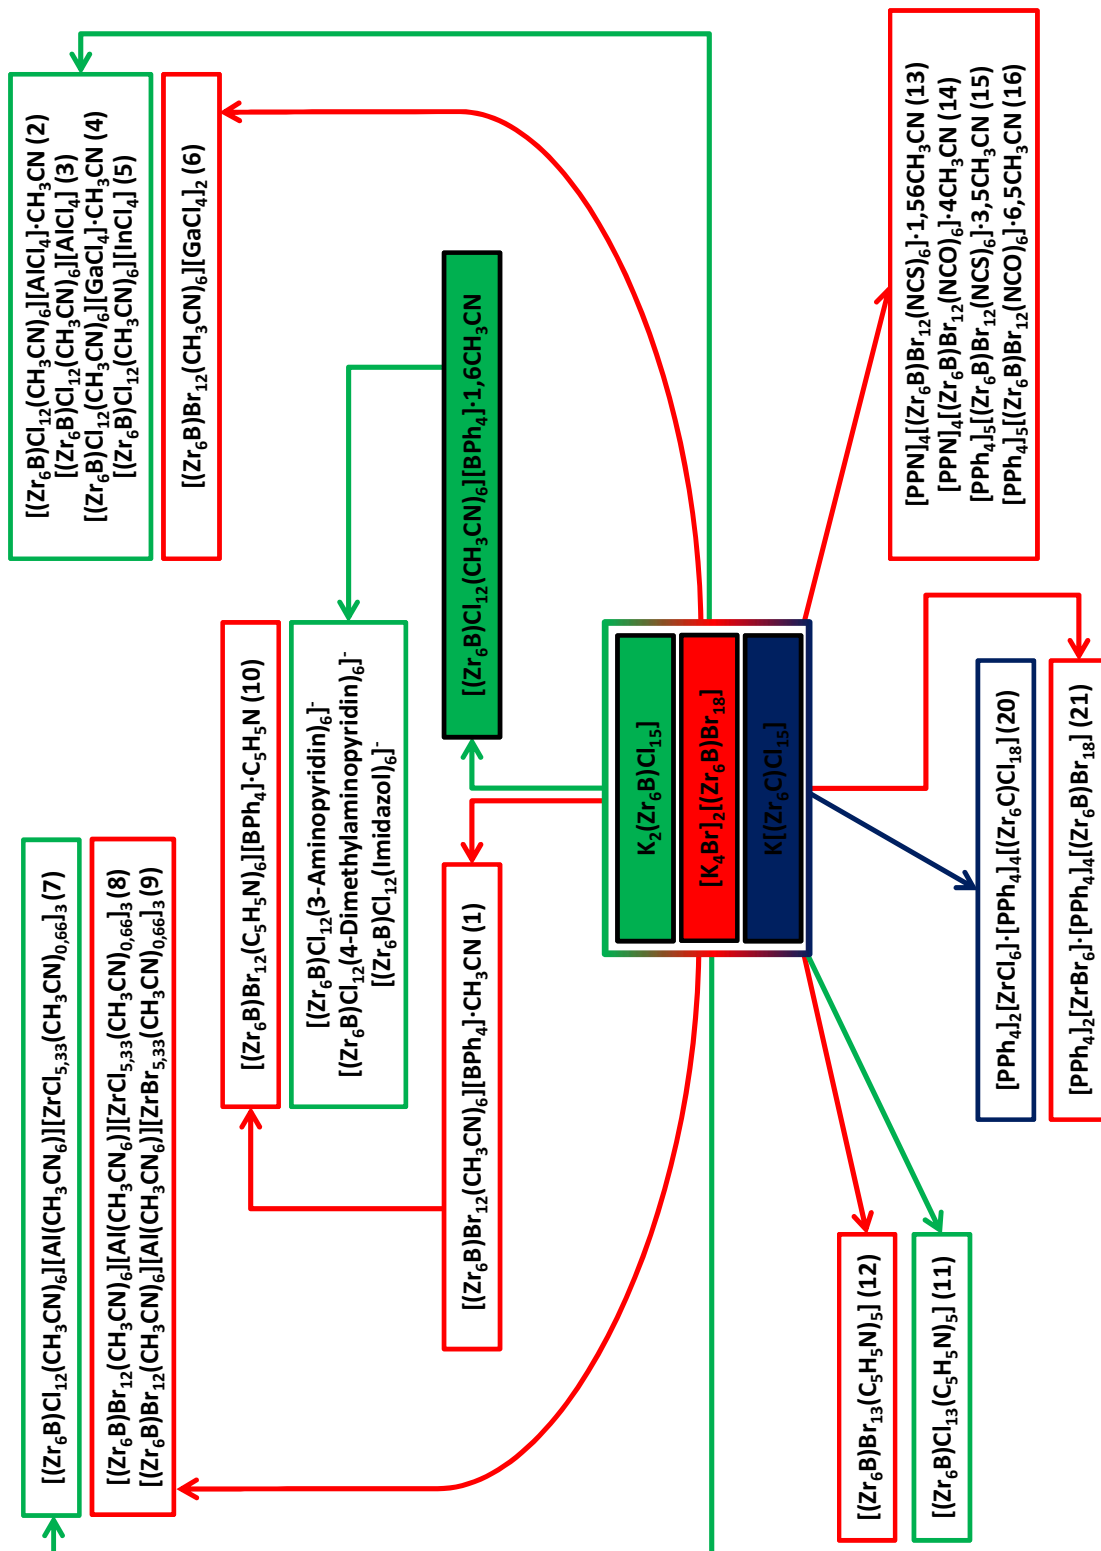 [(Zr₆B)Cl₁₂(CH₃CN)₆][Al(CH₃CN₆)][ZrCl₅,₃₃(CH₃CN)₀,₆₆]₃ (7)
[(Zr₆B)Br₁₂(CH₃CN)₆][Al(CH₃CN₆)][ZrCl₅,₃₃(CH₃CN)₀,₆₆]₃ (8)
[(Zr₆B)Br₁₂(CH₃CN)₆][Al(CH₃CN₆)][ZrBr₅,₃₃(CH₃CN)₀,₆₆]₃ (9)
[(Zr₆B)Cl₁₂(CH₃CN)₆][AlCl₄]·CH₃CN (2)
[(Zr₆B)Cl₁₂(CH₃CN)₆][AlCl₄] (3)
[(Zr₆B)Cl₁₂(CH₃CN)₆][GaCl₄]·CH₃CN (4)
[(Zr₆B)Cl₁₂(CH₃CN)₆][InCl₄] (5)
[(Zr₆B)Br₁₂(CH₃CN)₆][GaCl₄]₂ (6)
[(Zr₆B)Br₁₂(C₅H₅N)₆][BPh₄]·C₅H₅N (10)
[(Zr₆B)Cl₁₂(3-Aminopyridin)₆]⁻
[(Zr₆B)Cl₁₂(4-Dimethylaminopyridin)₆]⁻
[(Zr₆B)Cl₁₂(Imidazol)₆]⁻
[(Zr₆B)Br₁₂(CH₃CN)₆][BPh₄]·CH₃CN (1)
[(Zr₆B)Cl₁₂(CH₃CN)₆][BPh₄]·1,6CH₃CN
K₂(Zr₆B)Cl₁₅]
[K₄Br]₂[(Zr₆B)Br₁₈]
K[(Zr₆C)Cl₁₅]
[(Zr₆B)Br₁₃(C₅H₅N)₅] (12)
[(Zr₆B)Cl₁₃(C₅H₅N)₅] (11)
[PPh₄]₂[ZrCl₆]·[PPh₄]₄[(Zr₆C)Cl₁₈] (20)
[PPh₄]₂[ZrBr₆]·[PPh₄]₄[(Zr₆B)Br₁₈] (21)
[PPN]₄[(Zr₆B)Br₁₂(NCS)₆]·1,56CH₃CN (13)
[PPN]₄[(Zr₆B)Br₁₂(NCO)₆]·4CH₃CN (14)
[PPh₄]₅[(Zr₆B)Br₁₂(NCS)₆]·3,5CH₃CN (15)
[PPh₄]₅[(Zr₆B)Br₁₂(NCO)₆]·6,5CH₃CN (16)